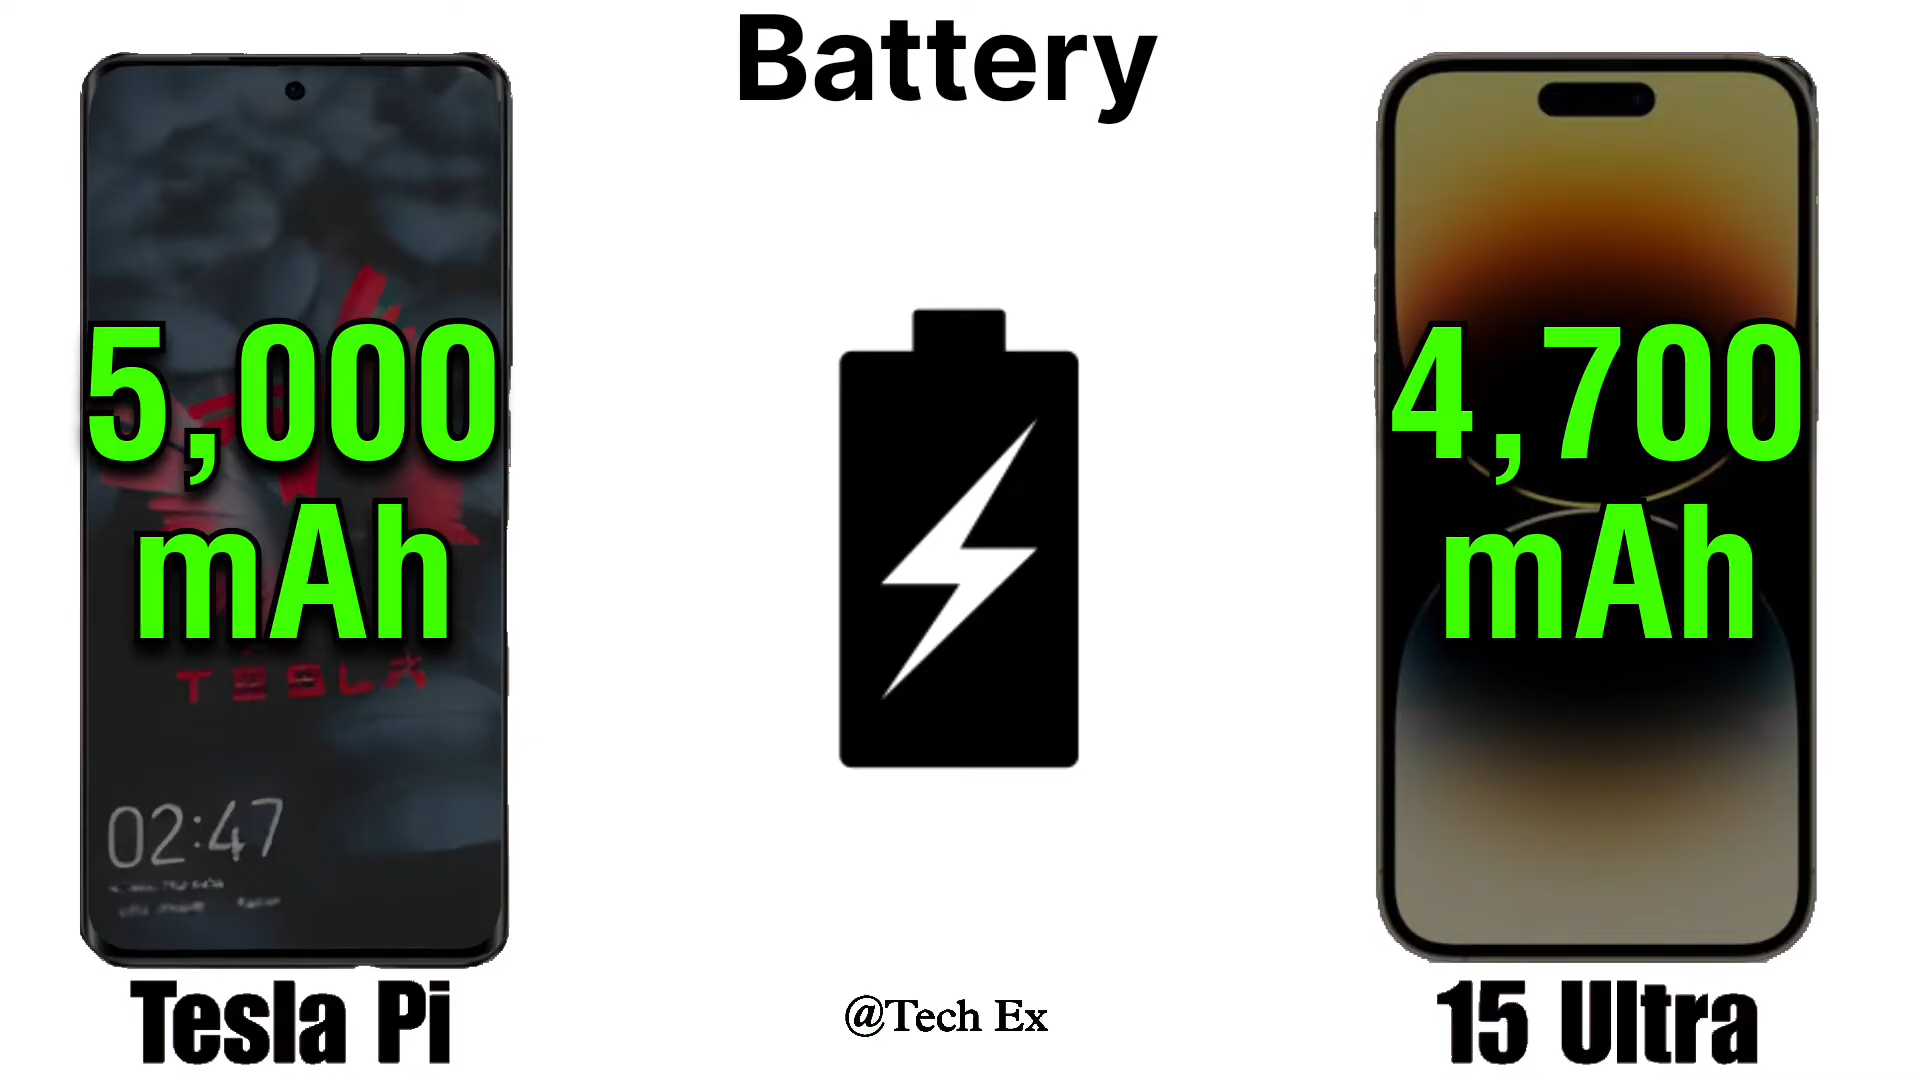 Battery
5,000
mAh
TESLA
02:47
Tesla Pi
4,700
mAh
15 Ultra
@Tech Ex